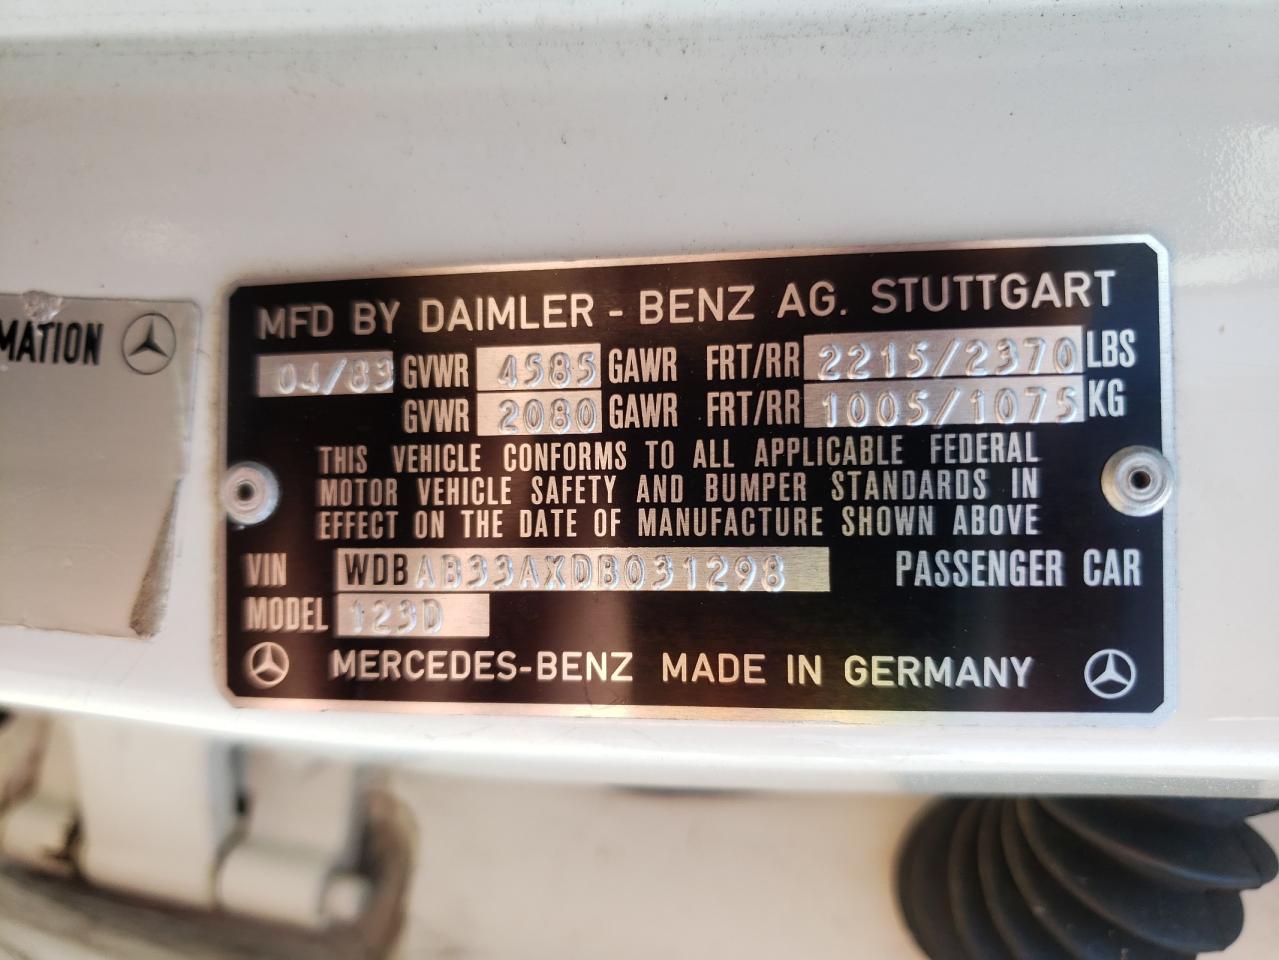 MATION
MFD BY DAIMLER - BENZ AG. STUTTGART
04/83 GVWR 4585 GAWR FRT/RR 2215/2370 LBS
GVWR 2080 GAWR FRT/RR 1005/1075 KG
THIS VEHICLE CONFORMS TO ALL APPLICABLE FEDERAL
MOTOR VEHICLE SAFETY AND BUMPER STANDARDS IN
EFFECT ON THE DATE OF MANUFACTURE SHOWN ABOVE
VIN WDBAB33AXDB031298 PASSENGER CAR
MODEL 123D
MERCEDES-BENZ MADE IN GERMANY